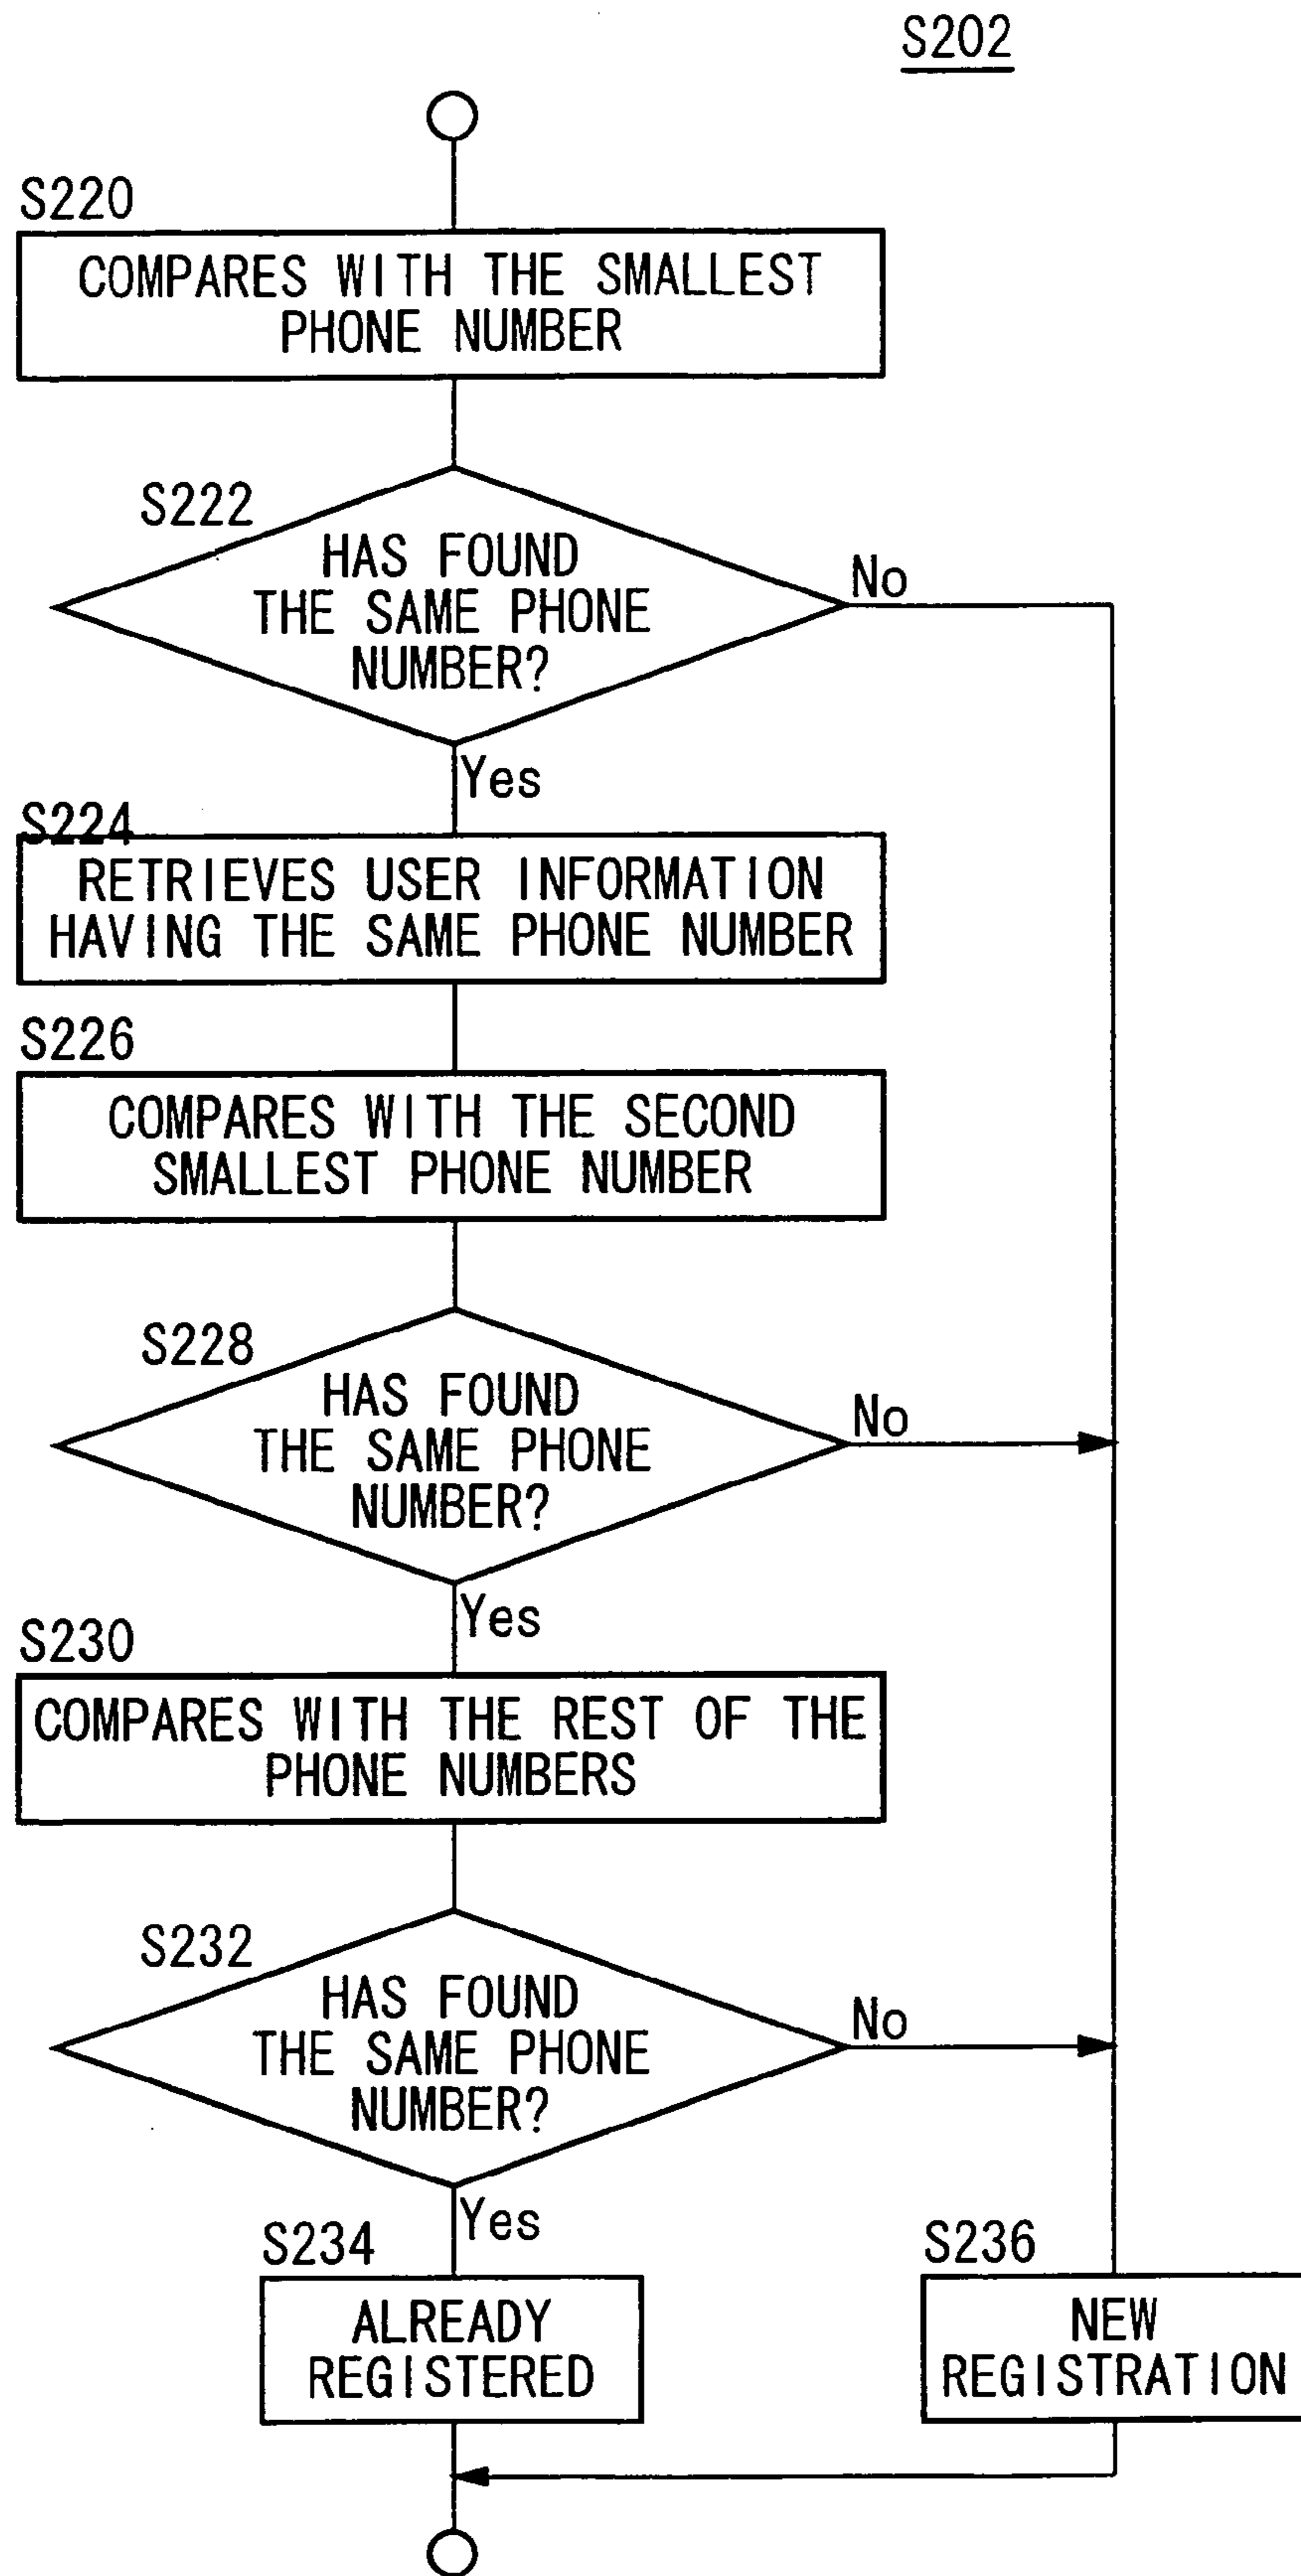 S202
S220
COMPARES WITH THE SMALLEST
PHONE NUMBER
S222
HAS FOUND
THE SAME PHONE
NUMBER?
No
Yes
S224
RETRIEVES USER INFORMATION
HAVING THE SAME PHONE NUMBER
S226
COMPARES WITH THE SECOND
SMALLEST PHONE NUMBER
S228
HAS FOUND
THE SAME PHONE
NUMBER?
No
Yes
S230
COMPARES WITH THE REST OF THE
PHONE NUMBERS
S232
HAS FOUND
THE SAME PHONE
NUMBER?
No
Yes
S234
ALREADY
REGISTERED
S236
NEW
REGISTRATION